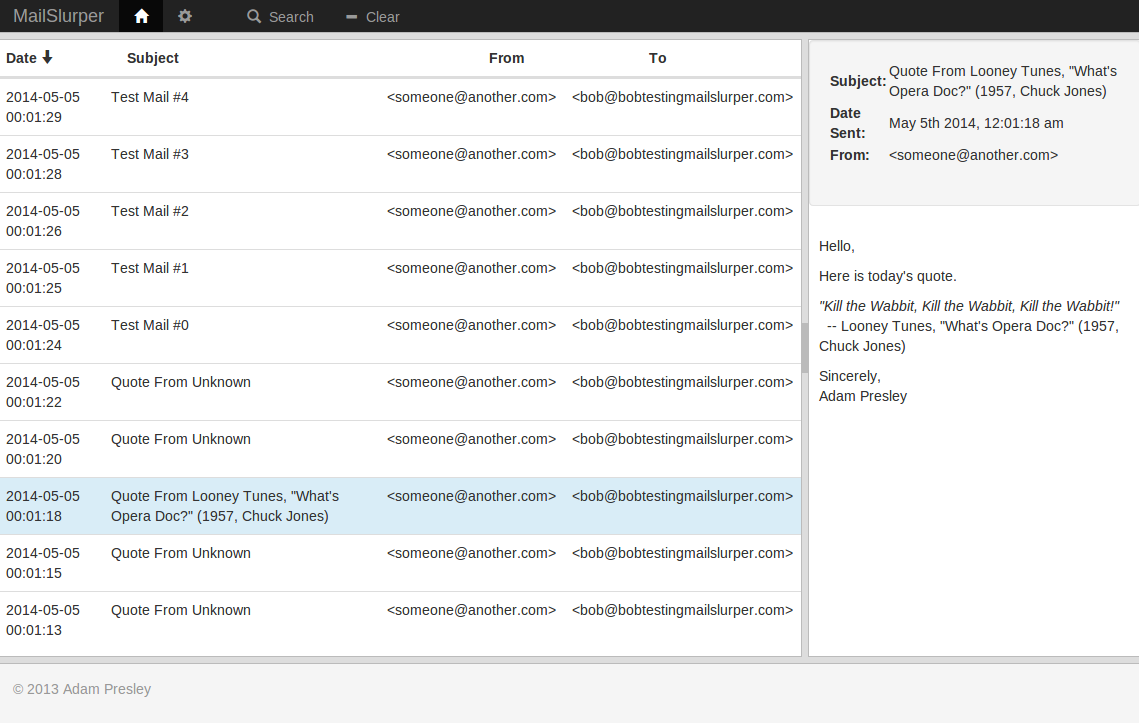 MailSlurper Search Clear
Date Subject From To
2014-05-05 Test Mail #4 <someone@another.com> <bob@bobtestingmailslurper.com>
00:01:29
2014-05-05 Test Mail #3 <someone@another.com> <bob@bobtestingmailslurper.com>
00:01:28
2014-05-05 Test Mail #2 <someone@another.com> <bob@bobtestingmailslurper.com>
00:01:26
2014-05-05 Test Mail #1 <someone@another.com> <bob@bobtestingmailslurper.com>
00:01:25
2014-05-05 Test Mail #0 <someone@another.com> <bob@bobtestingmailslurper.com>
00:01:24
2014-05-05 Quote From Unknown <someone@another.com> <bob@bobtestingmailslurper.com>
00:01:22
2014-05-05 Quote From Unknown <someone@another.com> <bob@bobtestingmailslurper.com>
00:01:20
2014-05-05 Quote From Looney Tunes, "What's <someone@another.com> <bob@bobtestingmailslurper.com>
00:01:18 Opera Doc?" (1957, Chuck Jones)
2014-05-05 Quote From Unknown <someone@another.com> <bob@bobtestingmailslurper.com>
00:01:15
2014-05-05 Quote From Unknown <someone@another.com> <bob@bobtestingmailslurper.com>
00:01:13
Subject: Quote From Looney Tunes, "What's
Opera Doc?" (1957, Chuck Jones)
Date
Sent: May 5th 2014, 12:01:18 am
From: <someone@another.com>
Hello,
Here is today's quote.
"Kill the Wabbit, Kill the Wabbit, Kill the Wabbit!"
-- Looney Tunes, "What's Opera Doc?" (1957,
Chuck Jones)
Sincerely,
Adam Presley
© 2013 Adam Presley